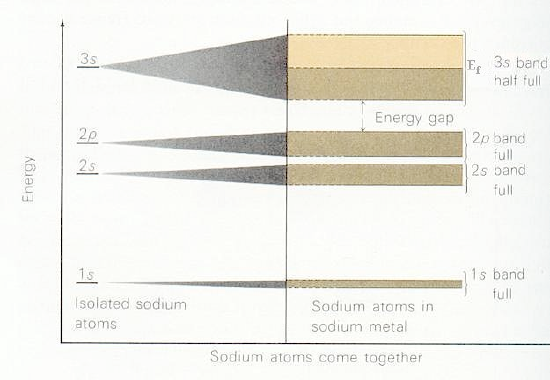 3s
E_f
3s band
half full
Energy gap
2p
2p band
full
2s
2s band
full
Energy
1s
1s band
full
Isolated sodium
atoms
Sodium atoms in
sodium metal
Sodium atoms come together